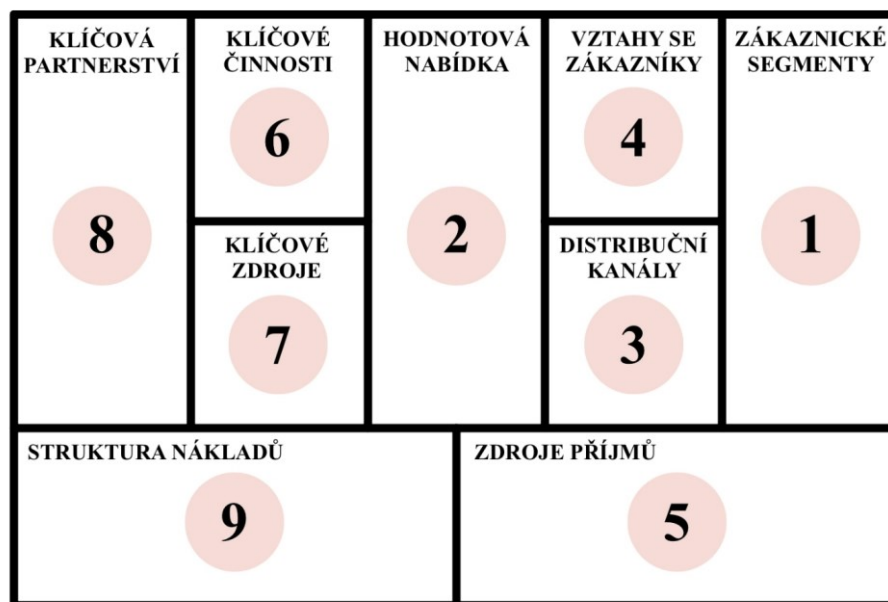 KLÍČOVÁ
PARTNERSTVÍ
8
KLÍČOVÉ
ČINNOSTI
6
KLÍČOVÉ
ZDROJE
7
HODNOTOVÁ
NABÍDKA
2
VZTAHY SE
ZÁKAZNÍKY
4
DISTRIBUČNÍ
KANÁLY
3
ZÁKAZNICKÉ
SEGMENTY
1
STRUKTURA NÁKLADŮ
9
ZDROJE PŘÍJMŮ
5